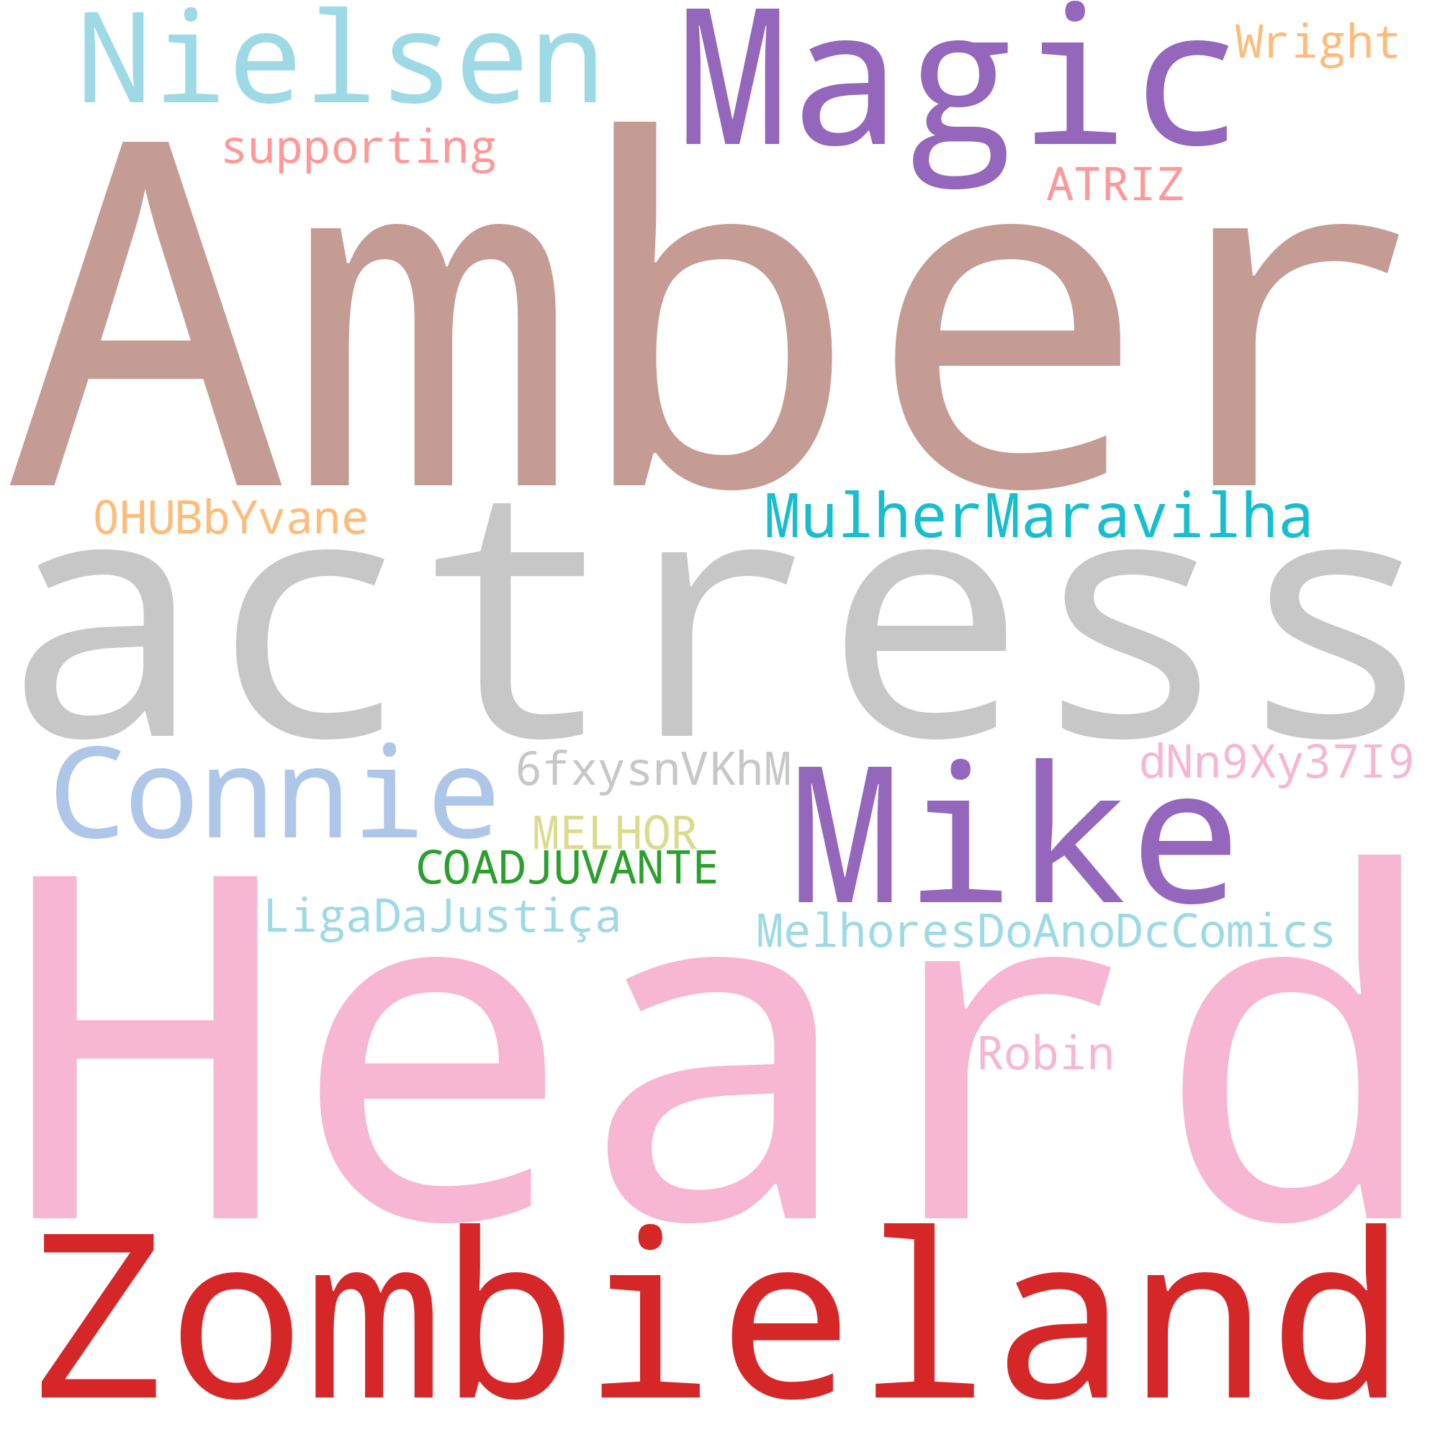 Nielsen
Magic
Wright
supporting
ATRIZ
Amber
0HUBbYvane
MulherMaravilha
actress
Connie
6fxysnVKhM
Mike
dNn9Xy37I9
MELHOR
COADJUVANTE
LigaDaJustiça
MelhoresDoAnoDcComics
Heard
Robin
Zombieland